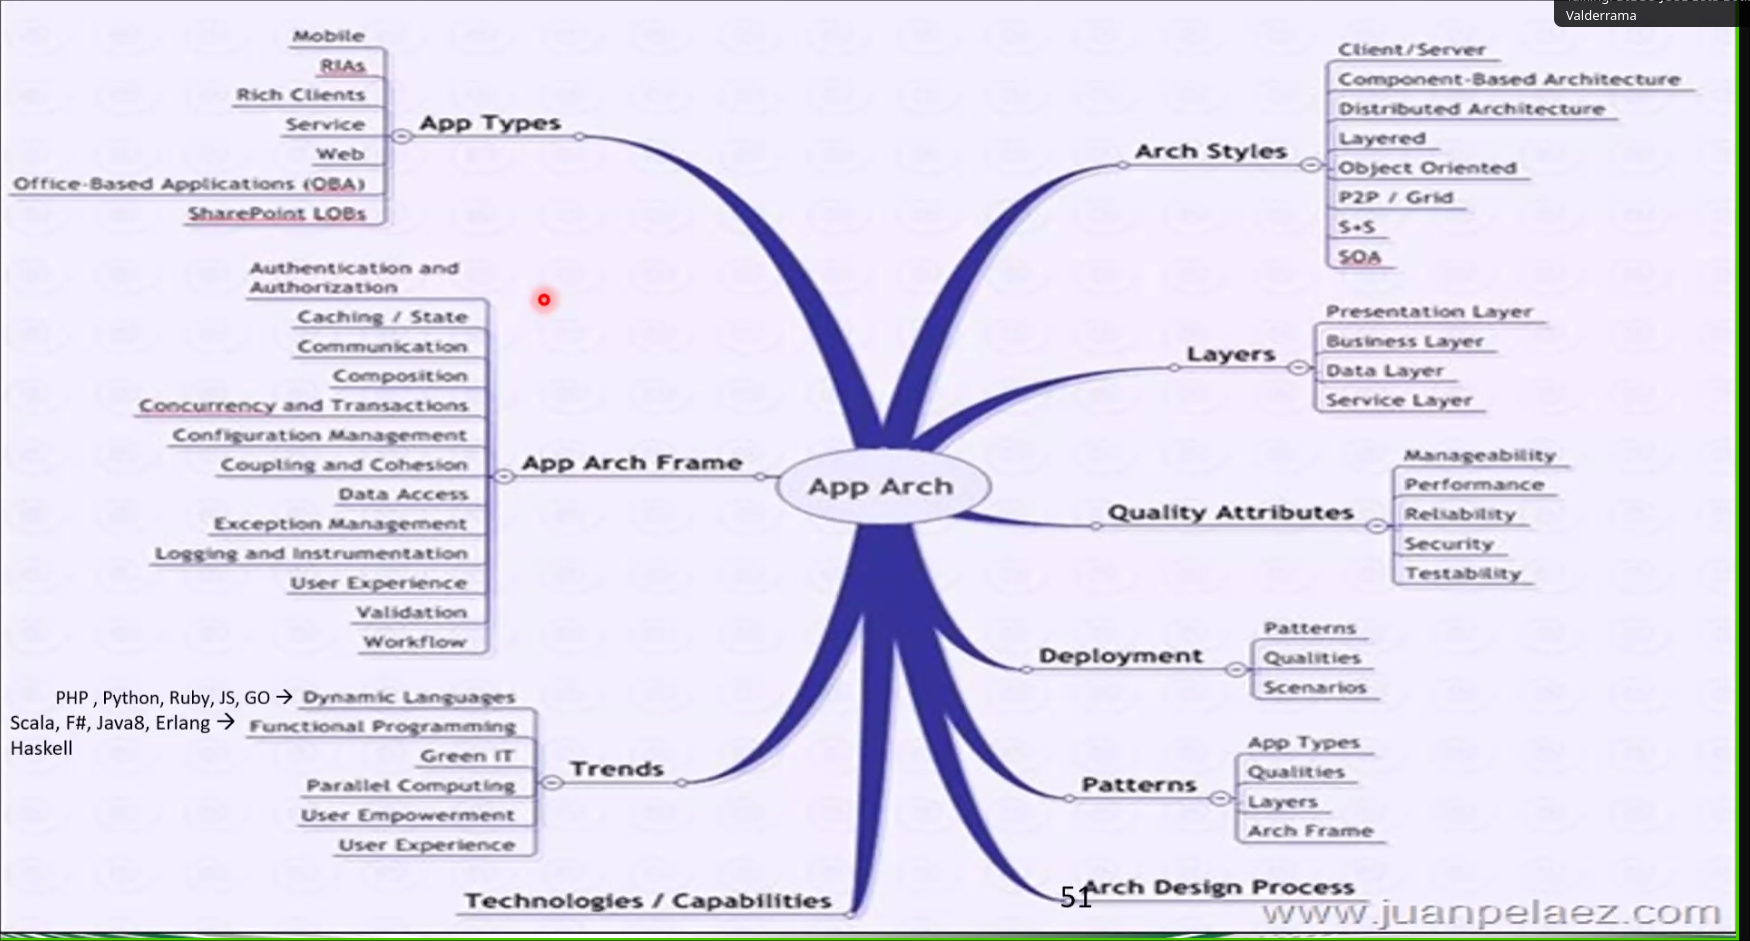 Valderrama
Mobile
RIAs
Rich Clients
Service
Web
Office-Based Applications (OBA)
SharePoint LOBs
App Types
Authentication and
Authorization
Caching / State
Communication
Composition
Concurrency and Transactions
Configuration Management
Coupling and Cohesion
Data Access
Exception Management
Logging and Instrumentation
User Experience
Validation
Workflow
App Arch Frame
PHP , Python, Ruby, JS, GO →
Scala, F#, Java8, Erlang →
Haskell
Dynamic Languages
Functional Programming
Green IT
Parallel Computing
User Empowerment
User Experience
Trends
Technologies / Capabilities
App Arch
Arch Styles
Client/Server
Component-Based Architecture
Distributed Architecture
Layered
Object Oriented
P2P / Grid
S+S
SOA
Layers
Presentation Layer
Business Layer
Data Layer
Service Layer
Quality Attributes
Manageability
Performance
Reliability
Security
Testability
Deployment
Patterns
Qualities
Scenarios
Patterns
App Types
Qualities
Layers
Arch Frame
51
Arch Design Process
www.juanpelaez.com